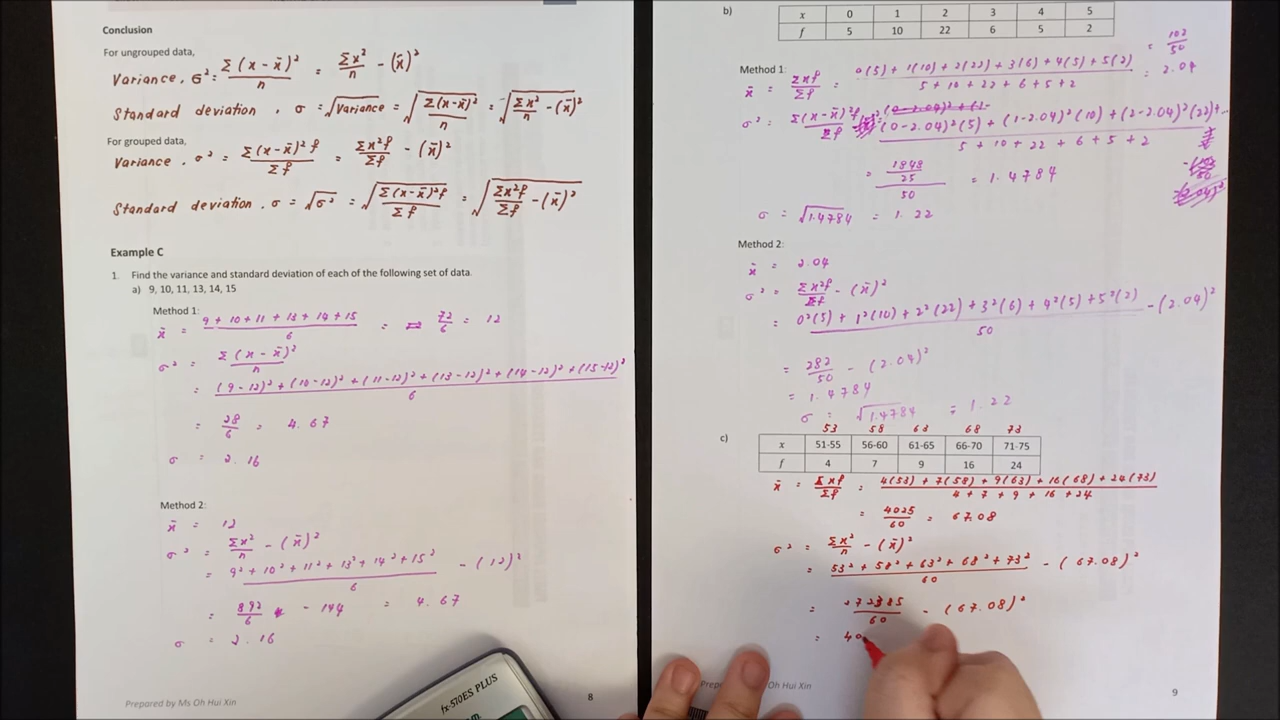 Conclusion
For ungrouped data,
Variance, σ² = Σ(x - x̄)²/n = Σx²/n - (x̄)²
Standard deviation, σ = √Variance = √(Σ(x-x̄)²/n) = √(Σx²/n - (x̄)²)
For grouped data,
Variance, σ² = Σ(x-x̄)²f/Σf = Σx²f/Σf - (x̄)²
Standard deviation, σ = √σ² = √(Σ(x-x̄)²f/Σf) = √(Σx²f/Σf - (x̄)²)
Example C
1. Find the variance and standard deviation of each of the following set of data.
a) 9, 10, 11, 13, 14, 15
Method 1:
x̄ = 9 + 10 + 11 + 13 + 14 + 15/6 = 72/6 = 12
σ² = Σ(x - x̄)²/n
= (9-12)² + (10-12)² + (11-12)² + (13-12)² + (14-12)² + (15-12)²/6
= 28/6 = 4.67
σ = 2.16
Method 2:
x̄ = 12
σ² = Σx²/n - (x̄)²
= 9² + 10² + 11² + 13² + 14² + 15²/6 - (12)²
= 892/6 - 144 = 4.67
σ = 2.16
Prepared by Ms Oh Hui Xin
8
fx-570ES PLUS
b)
x 0 1 2 3 4 5
f 5 10 22 6 5 2
Method 1:
x̄ = Σxf/Σf = 0(5) + 1(10) + 2(22) + 3(6) + 4(5) + 5(2)/5 + 10 + 22 + 6 + 5 + 2 = 102/50
= 2.04
σ² = Σ(x-x̄)²f/Σf = (0-2.04)²(5) + (1-2.04)²(10) + (2-2.04)²(22) + .../5 + 10 + 22 + 6 + 5 + 2
= 1848/25/50 = 1.4784
σ = √1.4784 = 1.22
Method 2:
x̄ = 2.04
σ² = Σx²f/Σf - (x̄)²
= 0²(5) + 1²(10) + 2²(22) + 3²(6) + 4²(5) + 5²(2)/50 - (2.04)²
= 282/50 - (2.04)²
= 1.4784
σ = √1.4784 = 1.22
c)
53 58 63 68 73
x 51-55 56-60 61-65 66-70 71-75
f 4 7 9 16 24
x̄ = Σxf/Σf = 4(53) + 7(58) + 9(63) + 16(68) + 24(73)/4 + 7 + 9 + 16 + 24
= 4025/60 = 67.08
σ² = Σx²/n - (x̄)²
= 53² + 58² + 63² + 68² + 73²/60 - (67.08)²
= 272385/60 - (67.08)²
= 40
Oh Hui Xin
9